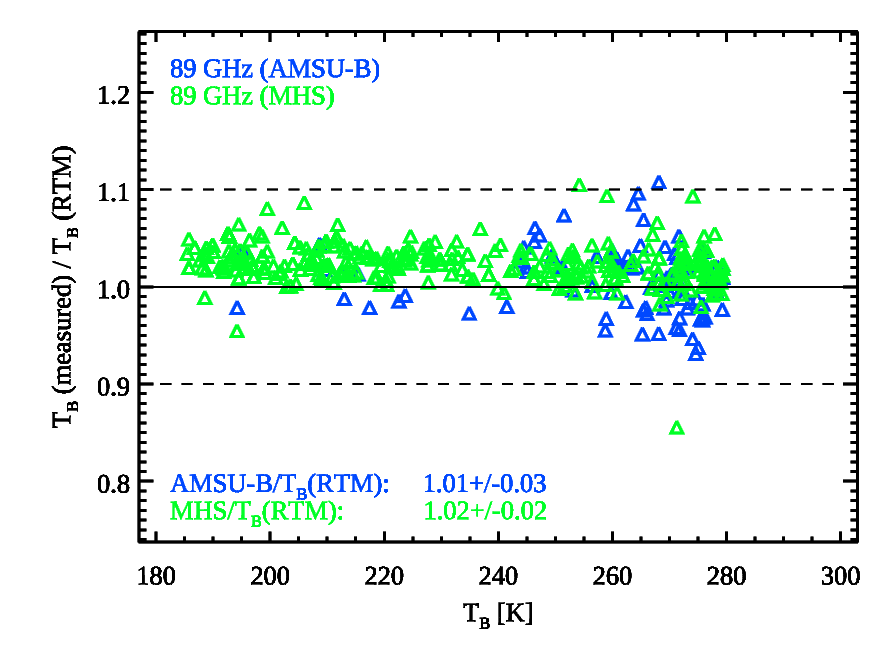 89 GHz (AMSU-B)
89 GHz (MHS)
1.2
1.1
1.0
0.9
0.8
T_B (measured) / T_B (RTM)
AMSU-B/T_B(RTM): 1.01+/-0.03
MHS/T_B(RTM): 1.02+/-0.02
180 200 220 240 260 280 300
T_B [K]